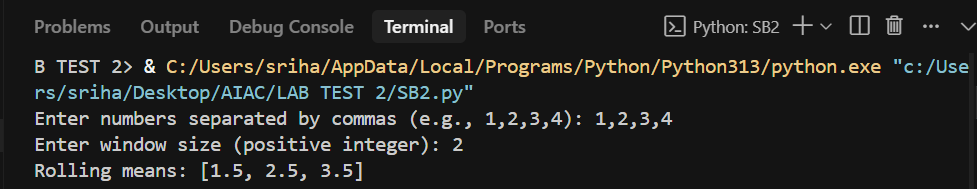 Problems Output Debug Console Terminal Ports Python: SB2
B TEST 2> & C:/Users/sriha/AppData/Local/Programs/Python/Python313/python.exe "c:/Use
rs/sriha/Desktop/AIAC/LAB TEST 2/SB2.py"
Enter numbers separated by commas (e.g., 1,2,3,4): 1,2,3,4
Enter window size (positive integer): 2
Rolling means: [1.5, 2.5, 3.5]